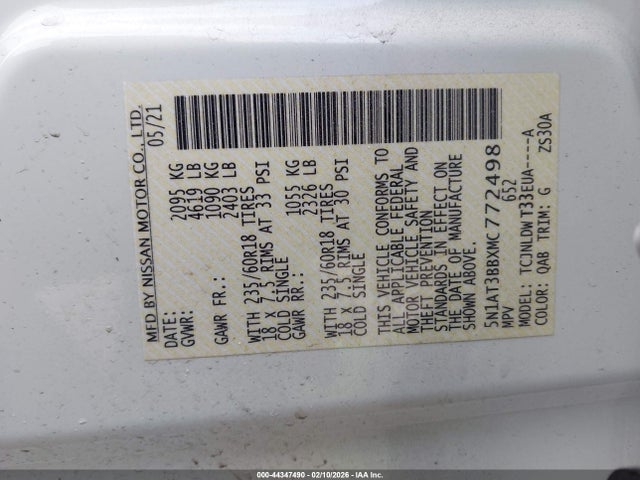 MFD BY NISSAN MOTOR CO., LTD.
DATE: 05/21
GVWR: 2095 KG
4619 LB
GAWR FR.: 1090 KG
2403 LB
WITH 235/60R18 TIRES
18 X 7.5 RIMS AT 33 PSI
COLD SINGLE
GAWR RR.: 1055 KG
2326 LB
WITH 235/60R18 TIRES
18 X 7.5 RIMS AT 30 PSI
COLD SINGLE
THIS VEHICLE CONFORMS TO
ALL APPLICABLE FEDERAL
MOTOR VEHICLE SAFETY AND
THEFT PREVENTION
STANDARDS IN EFFECT ON
THE DATE OF MANUFACTURE
SHOWN ABOVE.
5N1AT3BBXMC772498
MPV 652
MODEL: TCJNLDW T33EUA-----A
COLOR: QAB TRIM: G ZS30A
000-44347490 - 02/10/2026 - IAAI, Inc.